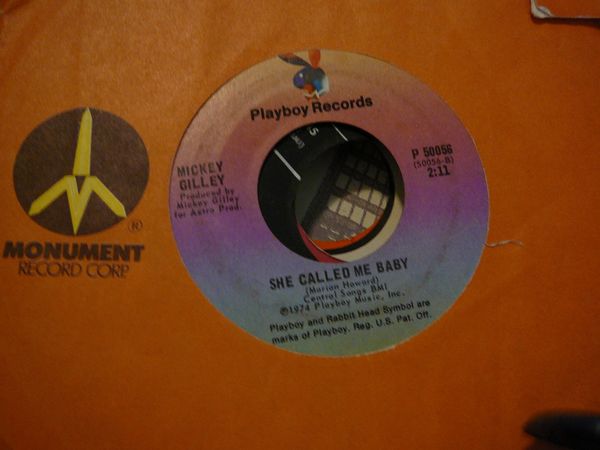 Playboy Records
MICKEY
GILLEY
Produced by
Mickey Gilley
for Astro Prod.
P 50056
(50056-B)
2:11
SHE CALLED ME BABY
(Marian Howard)
Central Songs BMI
©1974 Playboy Music, Inc.
Playboy and Rabbit Head Symbol are
marks of Playboy, Reg. U.S. Pat. Off.
MONUMENT
RECORD CORP.
®
5